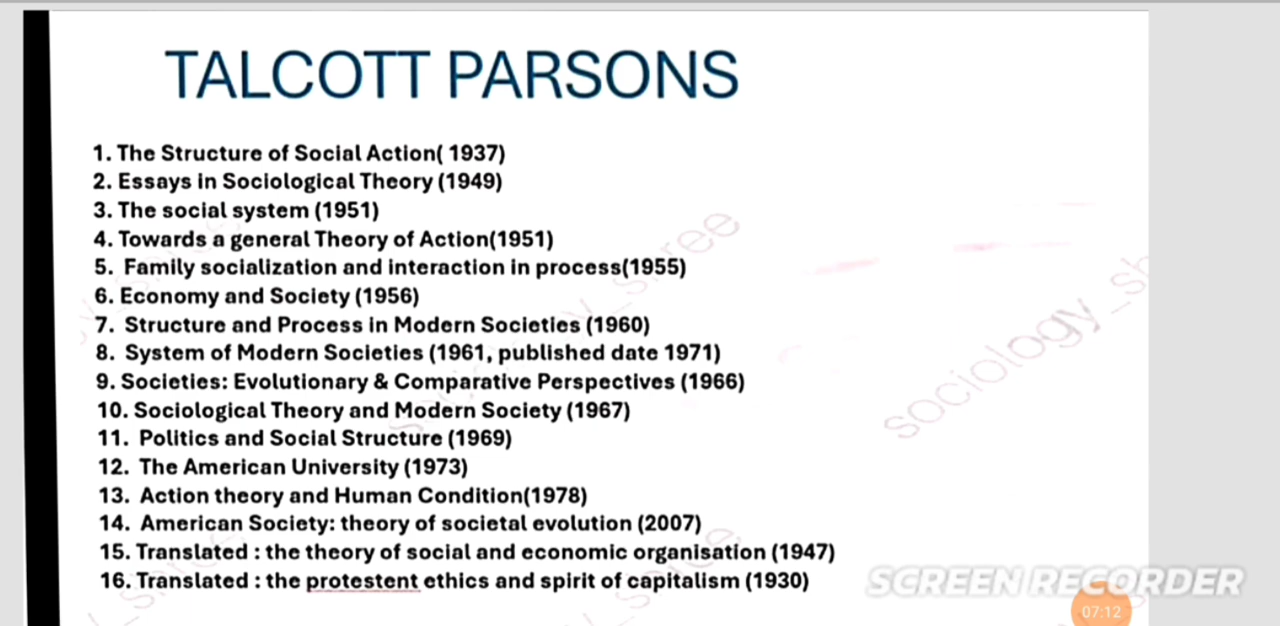 TALCOTT PARSONS
1. The Structure of Social Action( 1937)
2. Essays in Sociological Theory (1949)
3. The social system (1951)
4. Towards a general Theory of Action(1951)
5. Family socialization and interaction in process(1955)
6. Economy and Society (1956)
7. Structure and Process in Modern Societies (1960)
8. System of Modern Societies (1961, published date 1971)
9. Societies: Evolutionary & Comparative Perspectives (1966)
10. Sociological Theory and Modern Society (1967)
11. Politics and Social Structure (1969)
12. The American University (1973)
13. Action theory and Human Condition(1978)
14. American Society: theory of societal evolution (2007)
15. Translated : the theory of social and economic organisation (1947)
16. Translated : the protestent ethics and spirit of capitalism (1930)
sociology_sh
SCREEN RECORDER
07:12